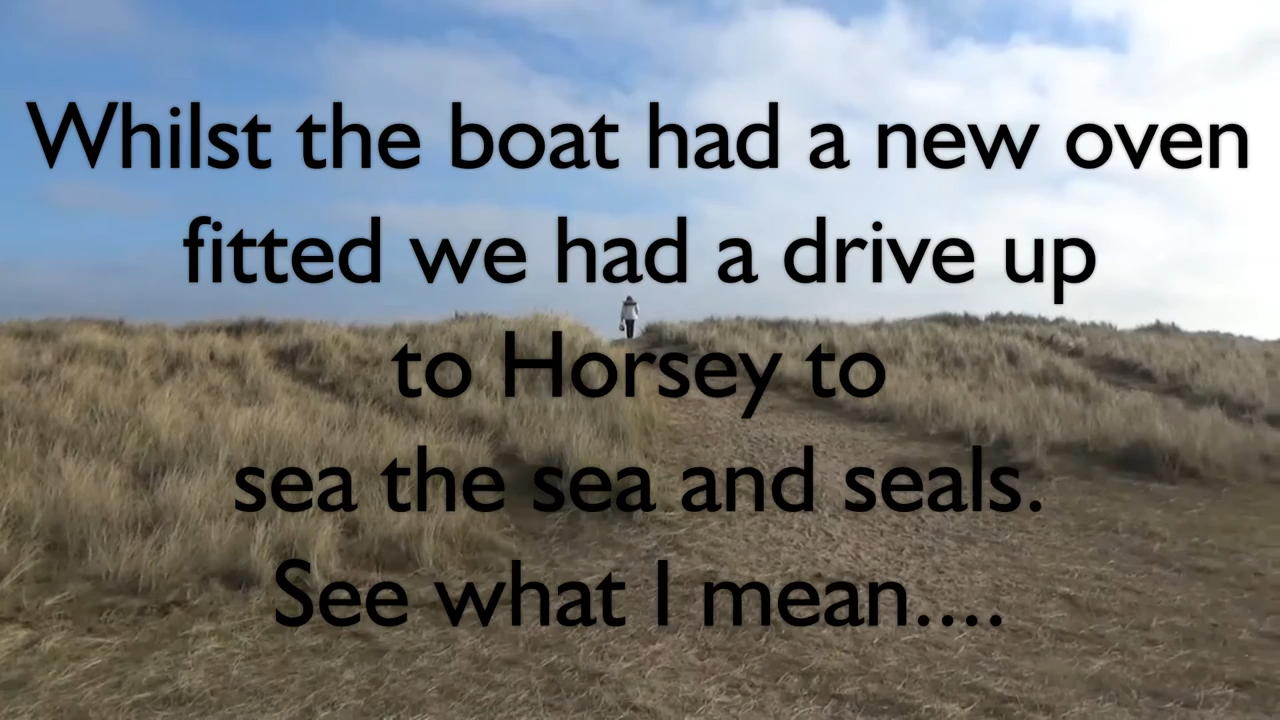 Whilst the boat had a new oven
fitted we had a drive up
to Horsey to
sea the sea and seals.
See what I mean....